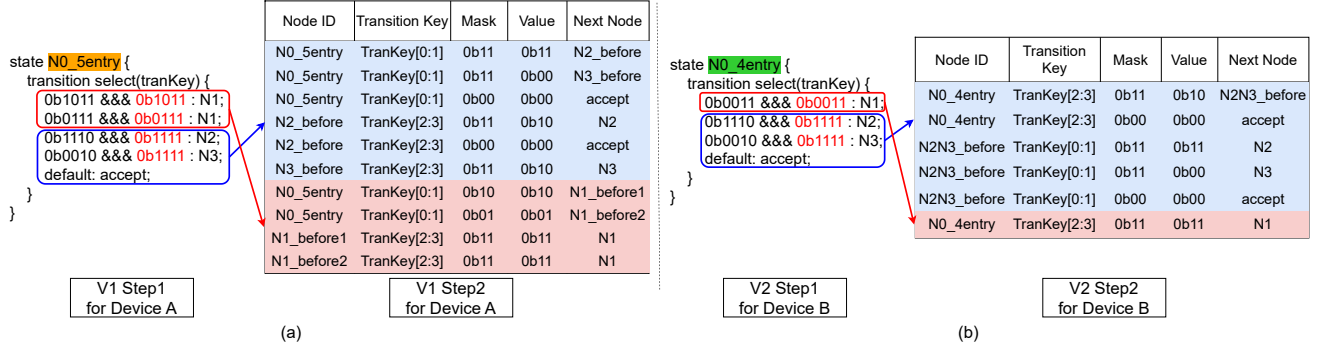 state N0_5entry {
transition select(tranKey) {
0b1011 &&& 0b1011 : N1;
0b0111 &&& 0b0111 : N1;
0b1110 &&& 0b1111 : N2;
0b0010 &&& 0b1111 : N3;
default: accept;
}
}
V1 Step1
for Device A
Node ID Transition Key Mask Value Next Node
N0_5entry TranKey[0:1] 0b11 0b11 N2_before
N0_5entry TranKey[0:1] 0b11 0b00 N3_before
N0_5entry TranKey[0:1] 0b00 0b00 accept
N2_before TranKey[2:3] 0b11 0b10 N2
N2_before TranKey[2:3] 0b00 0b00 accept
N3_before TranKey[2:3] 0b11 0b10 N3
N0_5entry TranKey[0:1] 0b10 0b10 N1_before1
N0_5entry TranKey[0:1] 0b01 0b01 N1_before2
N1_before1 TranKey[2:3] 0b11 0b11 N1
N1_before2 TranKey[2:3] 0b11 0b11 N1
V1 Step2
for Device A
(a)
state N0_4entry {
transition select(tranKey) {
0b0011 &&& 0b0011 : N1;
0b1110 &&& 0b1111 : N2;
0b0010 &&& 0b1111 : N3;
default: accept;
}
}
V2 Step1
for Device B
Node ID Transition Key Mask Value Next Node
N0_4entry TranKey[2:3] 0b11 0b10 N2N3_before
N0_4entry TranKey[2:3] 0b00 0b00 accept
N2N3_before TranKey[0:1] 0b11 0b11 N2
N2N3_before TranKey[0:1] 0b11 0b00 N3
N2N3_before TranKey[0:1] 0b00 0b00 accept
N0_4entry TranKey[2:3] 0b11 0b11 N1
V2 Step2
for Device B
(b)